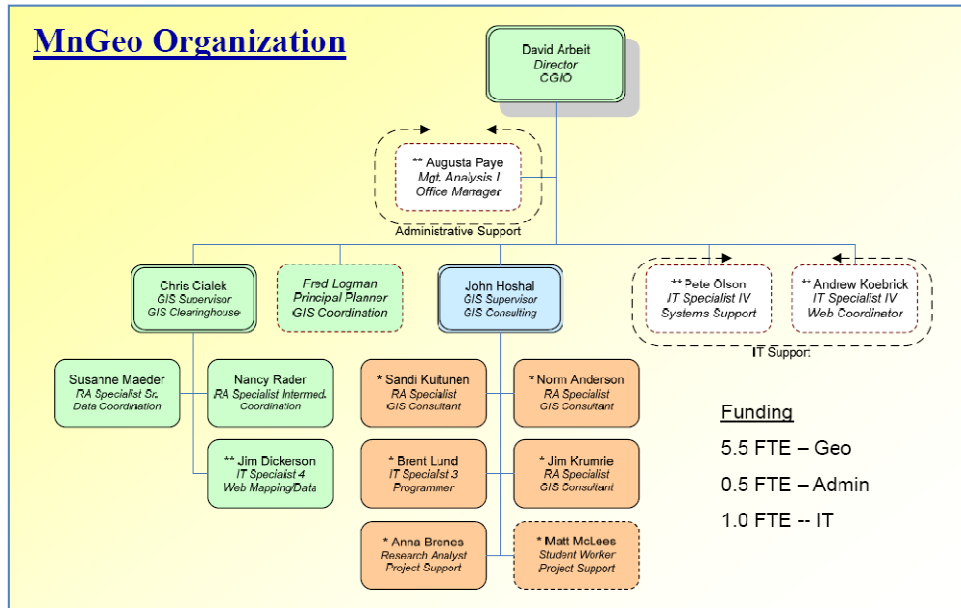 MnGeo Organization
David Arbeit
Director
CGIO
** Augusta Paye
Mgt. Analysis I
Office Manager
Administrative Support
Chris Cialek
GIS Supervisor
GIS Clearinghouse
Fred Logman
Principal Planner
GIS Coordination
John Hoshal
GIS Supervisor
GIS Consulting
** Pete Olson
IT Specialist IV
Systems Support
** Andrew Koebrick
IT Specialist IV
Web Coordinator
IT Support
Susanne Maeder
RA Specialist Sr.
Data Coordination
Nancy Rader
RA Specialist Intermed.
Coordination
* Sandi Kuitunen
RA Specialist
GIS Consultant
* Norm Anderson
RA Specialist
GIS Consultant
** Jim Dickerson
IT Specialist 4
Web Mapping/Data
* Brent Lund
IT Specialist 3
Programmer
* Jim Krumrie
RA Specialist
GIS Consultant
* Anna Brenes
Research Analyst
Project Support
* Matt McLees
Student Worker
Project Support
Funding
5.5 FTE – Geo
0.5 FTE – Admin
1.0 FTE -- IT